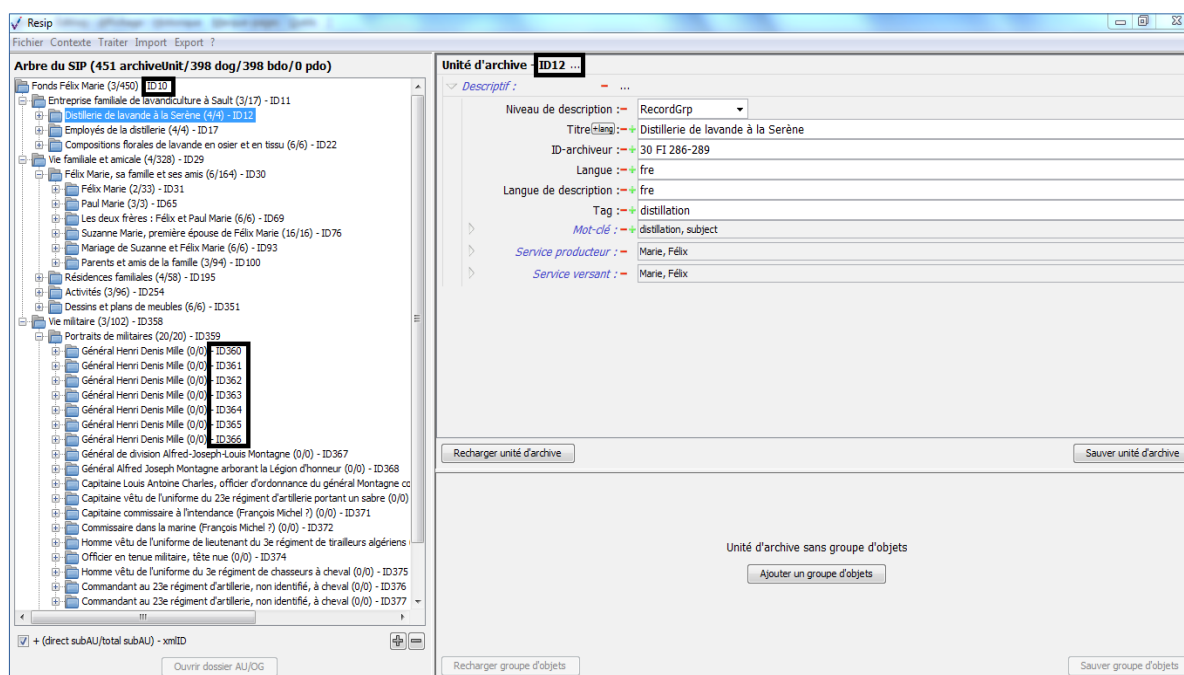 Resip
Fichier Contexte Traiter Import Export ?
Arbre du SIP (451 archiveUnit/398 dog/398 bdo/0 pdo)
Fonds Félix Marie (3/450) ID10
Entreprise familiale de lavandiculture à Sault (3/17) - ID11
Distillerie de lavande à la Serène (4/4) - ID12
Employés de la distillerie (4/4) - ID17
Compositions florales de lavande en osier et en tissu (6/6) - ID22
Vie familiale et amicale (4/328) - ID29
Félix Marie, sa famille et ses amis (6/164) - ID30
Félix Marie (2/33) - ID31
Paul Marie (3/3) - ID65
Les deux frères : Félix et Paul Marie (6/6) - ID69
Suzanne Marie, première épouse de Félix Marie (16/16) - ID76
Mariage de Suzanne et Félix Marie (6/6) - ID93
Parents et amis de la famille (3/94) - ID100
Résidences familiales (4/58) - ID195
Activités (3/96) - ID254
Dessins et plans de meubles (6/6) - ID351
Vie militaire (3/102) - ID358
Portraits de militaires (20/20) - ID359
Général Henri Denis Mille (0/0) - ID360
Général Henri Denis Mille (0/0) - ID361
Général Henri Denis Mille (0/0) - ID362
Général Henri Denis Mille (0/0) - ID363
Général Henri Denis Mille (0/0) - ID364
Général Henri Denis Mille (0/0) - ID365
Général Henri Denis Mille (0/0) - ID366
Général de division Alfred-Joseph-Louis Montagne (0/0) - ID367
Général Alfred Joseph Montagne arborant la Légion d'honneur (0/0) - ID368
Capitaine Louis Antoine Charles, officier d'ordonnance du général Montagne cc
Capitaine vêtu de l'uniforme du 23e régiment d'artillerie portant un sabre (0/0)
Capitaine commissaire à l'intendance (François Michel ?) (0/0) - ID371
Commissaire dans la marine (François Michel ?) (0/0) - ID372
Homme vêtu de l'uniforme de lieutenant du 3e régiment de tirailleurs algériens
Officier en tenue militaire, tête nue (0/0) - ID374
Homme vêtu de l'uniforme du 3e régiment de chasseurs à cheval (0/0) - ID375
Commandant au 23e régiment d'artillerie, non identifié, à cheval (0/0) - ID376
Commandant au 23e régiment d'artillerie, non identifié, à cheval (0/0) - ID377
+ (direct subAU/total subAU) - xmlID
Ouvrir dossier AU/OG
Unité d'archive - ID12 ...
Descriptif : ...
Niveau de description : RecordGrp
Titre +lang : Distillerie de lavande à la Serène
ID-archiveur : 30 FI 286-289
Langue : fre
Langue de description : fre
Tag : distillation
Mot-clé : distillation, subject
Service producteur : Marie, Félix
Service versant : Marie, Félix
Recharger unité d'archive
Sauver unité d'archive
Unité d'archive sans groupe d'objets
Ajouter un groupe d'objets
Recharger groupe d'objets
Sauver groupe d'objets